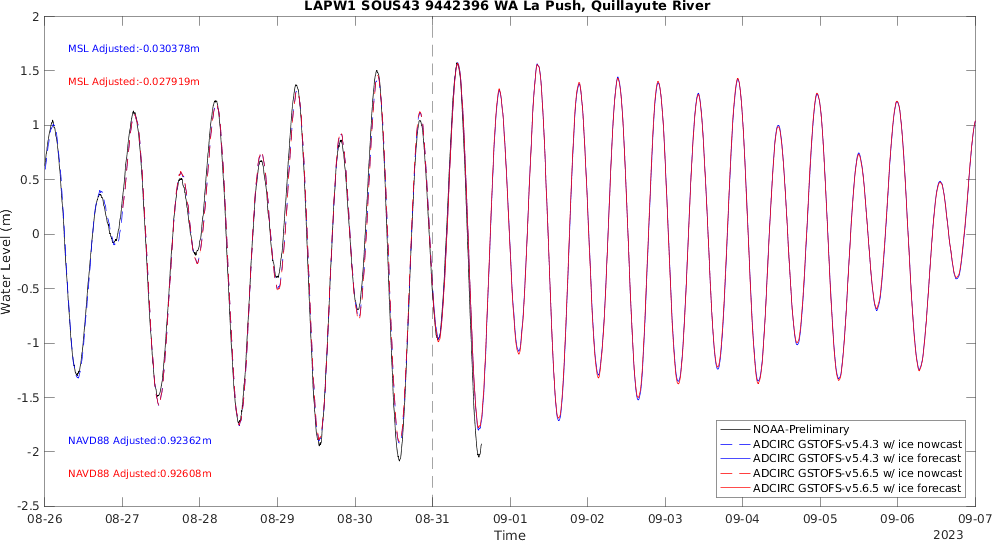 LAPW1 SOUS43 9442396 WA La Push, Quillayute River
MSL Adjusted:-0.030378m
MSL Adjusted:-0.027919m
NAVD88 Adjusted:0.92362m
NAVD88 Adjusted:0.92608m
Water Level (m)
2
1.5
1
0.5
0
-0.5
-1
-1.5
-2
-2.5
NOAA-Preliminary
ADCIRC GSTOFS-v5.4.3 w/ ice nowcast
ADCIRC GSTOFS-v5.4.3 w/ ice forecast
ADCIRC GSTOFS-v5.6.5 w/ ice nowcast
ADCIRC GSTOFS-v5.6.5 w/ ice forecast
08-26 08-27 08-28 08-29 08-30 08-31 09-01 09-02 09-03 09-04 09-05 09-06 09-07
Time
2023